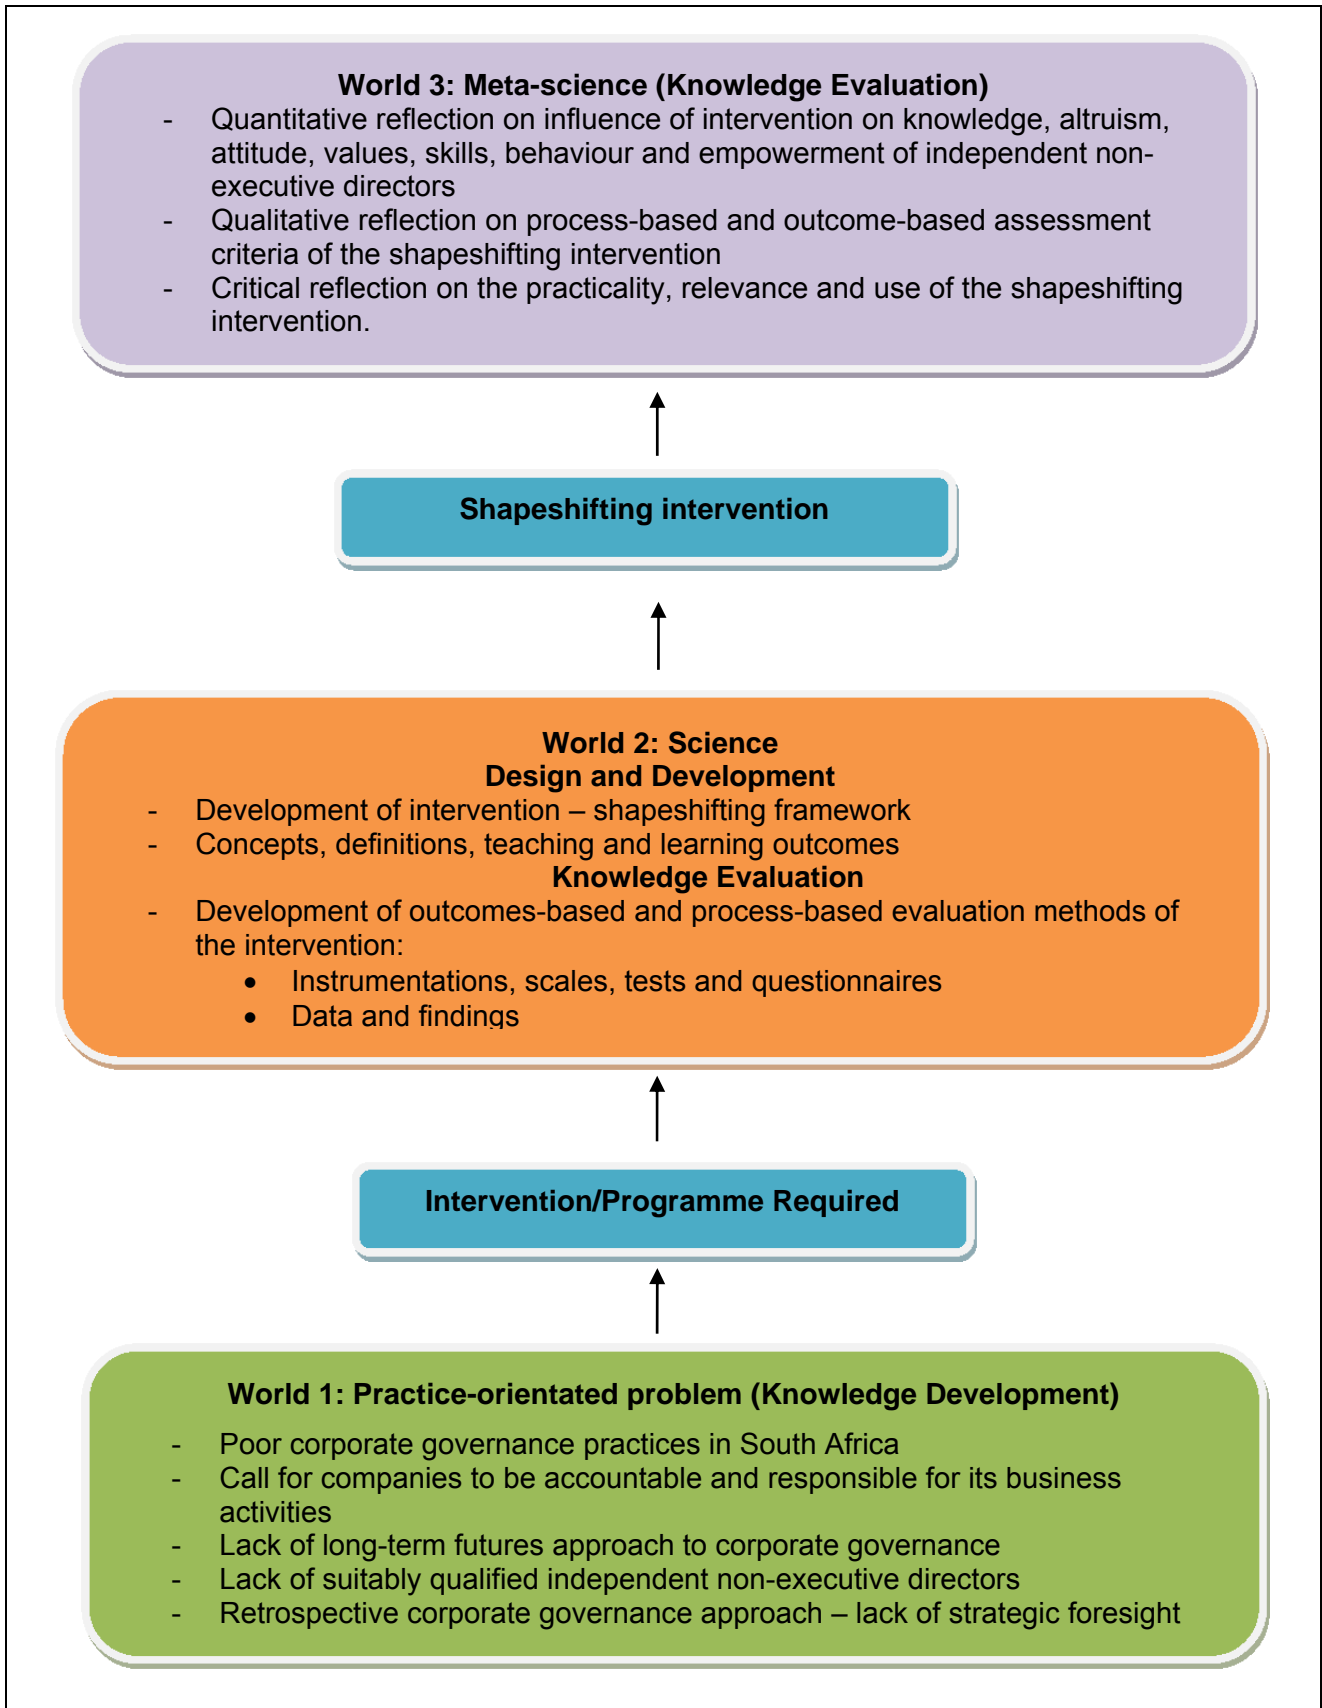 World 3: Meta-science (Knowledge Evaluation)
- Quantitative reflection on influence of intervention on knowledge, altruism,
attitude, values, skills, behaviour and empowerment of independent non-
executive directors
- Qualitative reflection on process-based and outcome-based assessment
criteria of the shapeshifting intervention
- Critical reflection on the practicality, relevance and use of the shapeshifting
intervention.
Shapeshifting intervention
World 2: Science
Design and Development
- Development of intervention – shapeshifting framework
- Concepts, definitions, teaching and learning outcomes
Knowledge Evaluation
- Development of outcomes-based and process-based evaluation methods of
the intervention:
• Instrumentations, scales, tests and questionnaires
• Data and findings
Intervention/Programme Required
World 1: Practice-orientated problem (Knowledge Development)
- Poor corporate governance practices in South Africa
- Call for companies to be accountable and responsible for its business
activities
- Lack of long-term futures approach to corporate governance
- Lack of suitably qualified independent non-executive directors
- Retrospective corporate governance approach – lack of strategic foresight